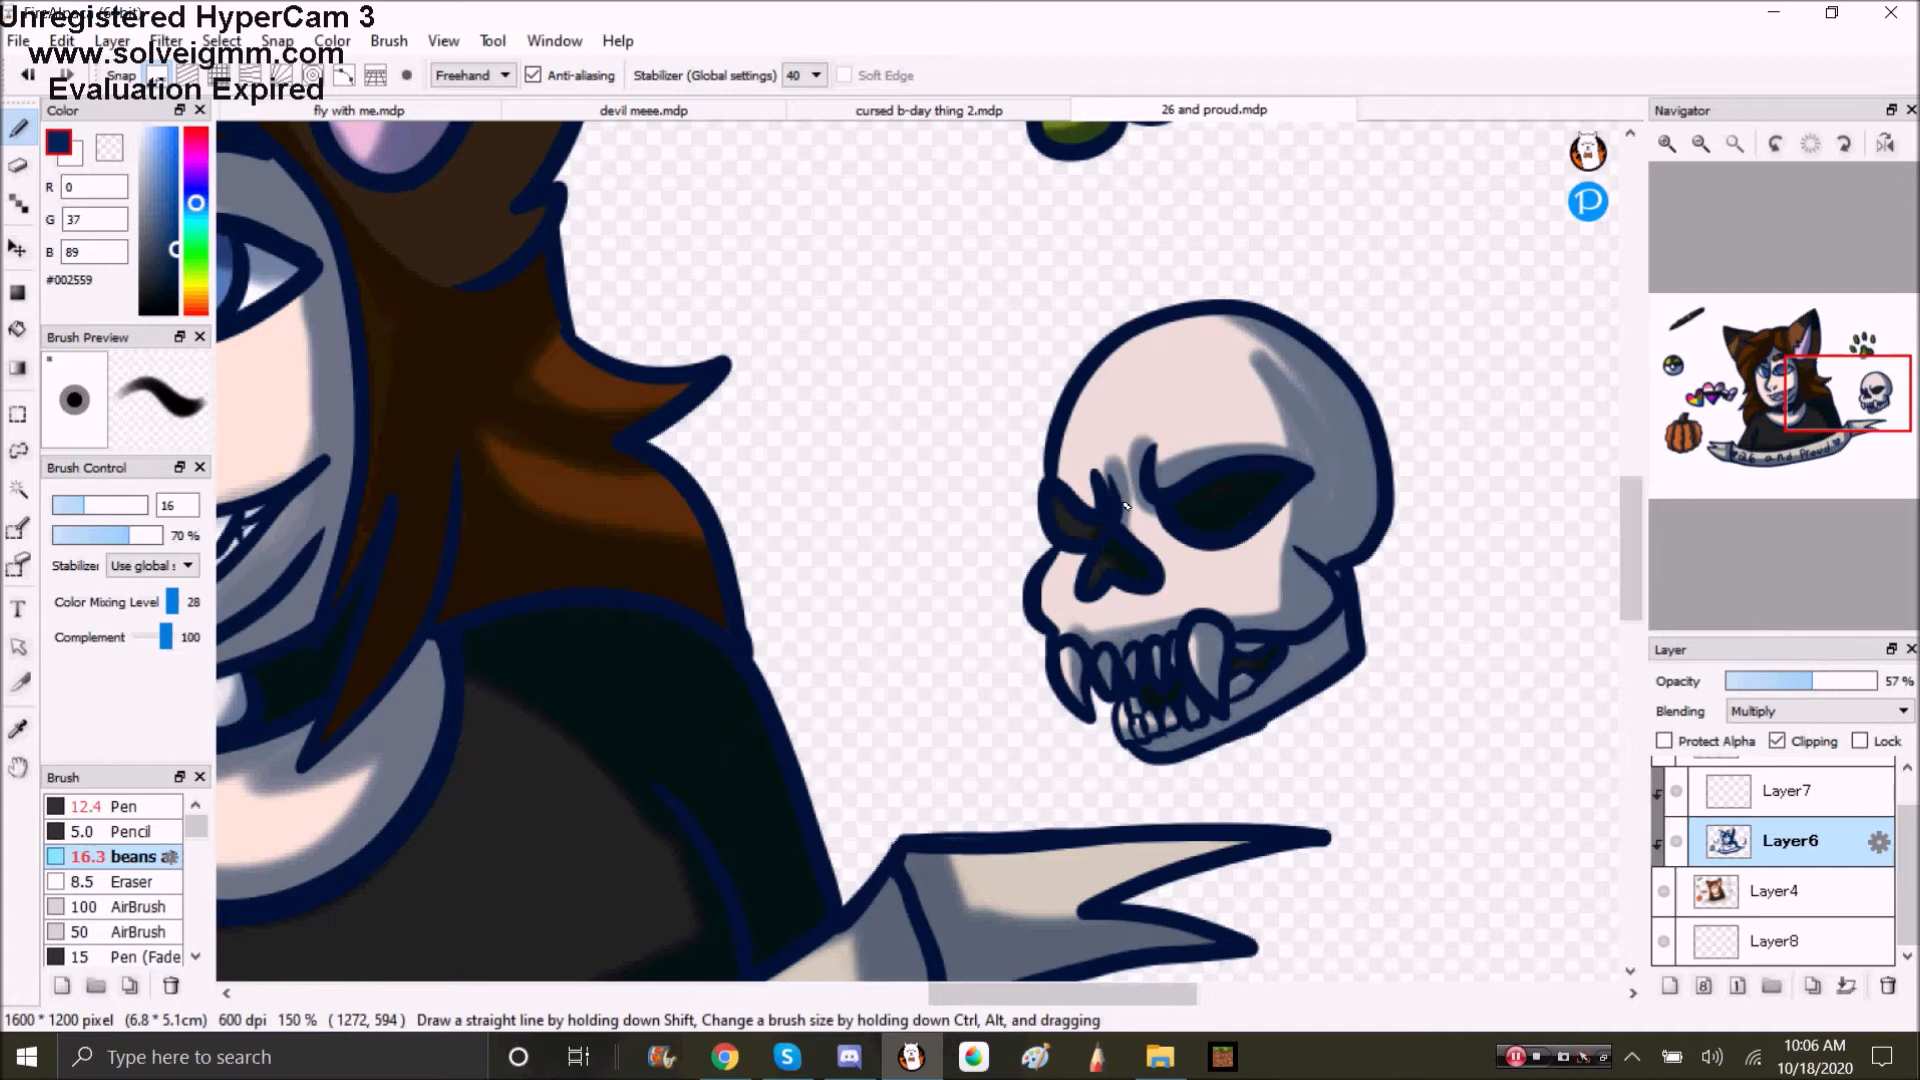 FireAlpaca (64bit)
Unregistered HyperCam 3
www.solveigmm.com
Evaluation Expired
File Edit Layer Filter Select Snap Color Brush View Tool Window Help
Snap Freehand Anti-aliasing Stabilizer (Global settings) 40 Soft Edge
Color
fly with me.mdp devil meee.mdp cursed b-day thing 2.mdp 26 and proud.mdp
Navigator
R 0
G 37
B 89
#002559
Brush Preview
*
Brush Control
16
70 %
Stabilizer Use global s
Color Mixing Level 28
Complement 100
26 and Proud
Layer
Opacity 57 %
Blending Multiply
Protect Alpha Clipping Lock
Layer7
Layer6
Layer4
Layer8
Brush
12.4 Pen
5.0 Pencil
16.3 beans a
8.5 Eraser
100 AirBrush
50 AirBrush
15 Pen (Fade
8 1
P
1600 * 1200 pixel (6.8 * 5.1cm) 600 dpi 150 % ( 1272, 594 ) Draw a straight line by holding down Shift, Change a brush size by holding down Ctrl, Alt, and dragging
Type here to search
10:06 AM
10/18/2020